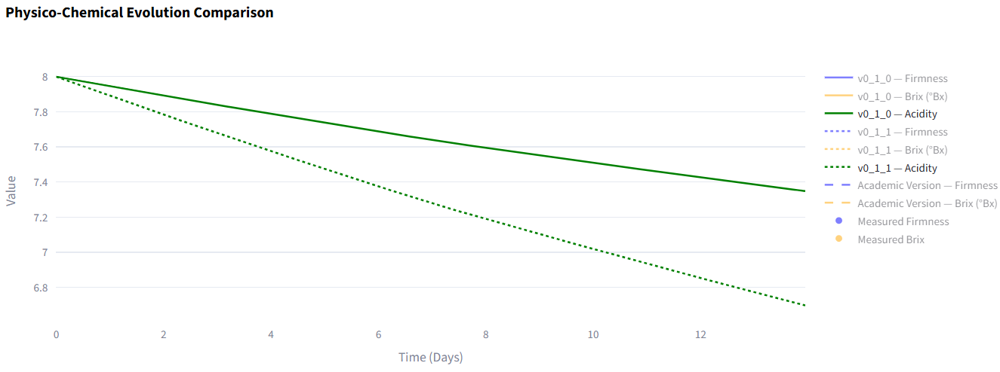 Physico-Chemical Evolution Comparison
Value
8
7.8
7.6
7.4
7.2
7
6.8
0 2 4 6 8 10 12
Time (Days)
v0_1_0 — Firmness
v0_1_0 — Brix (°Bx)
v0_1_0 — Acidity
v0_1_1 — Firmness
v0_1_1 — Brix (°Bx)
v0_1_1 — Acidity
Academic Version — Firmness
Academic Version — Brix (°Bx)
Measured Firmness
Measured Brix